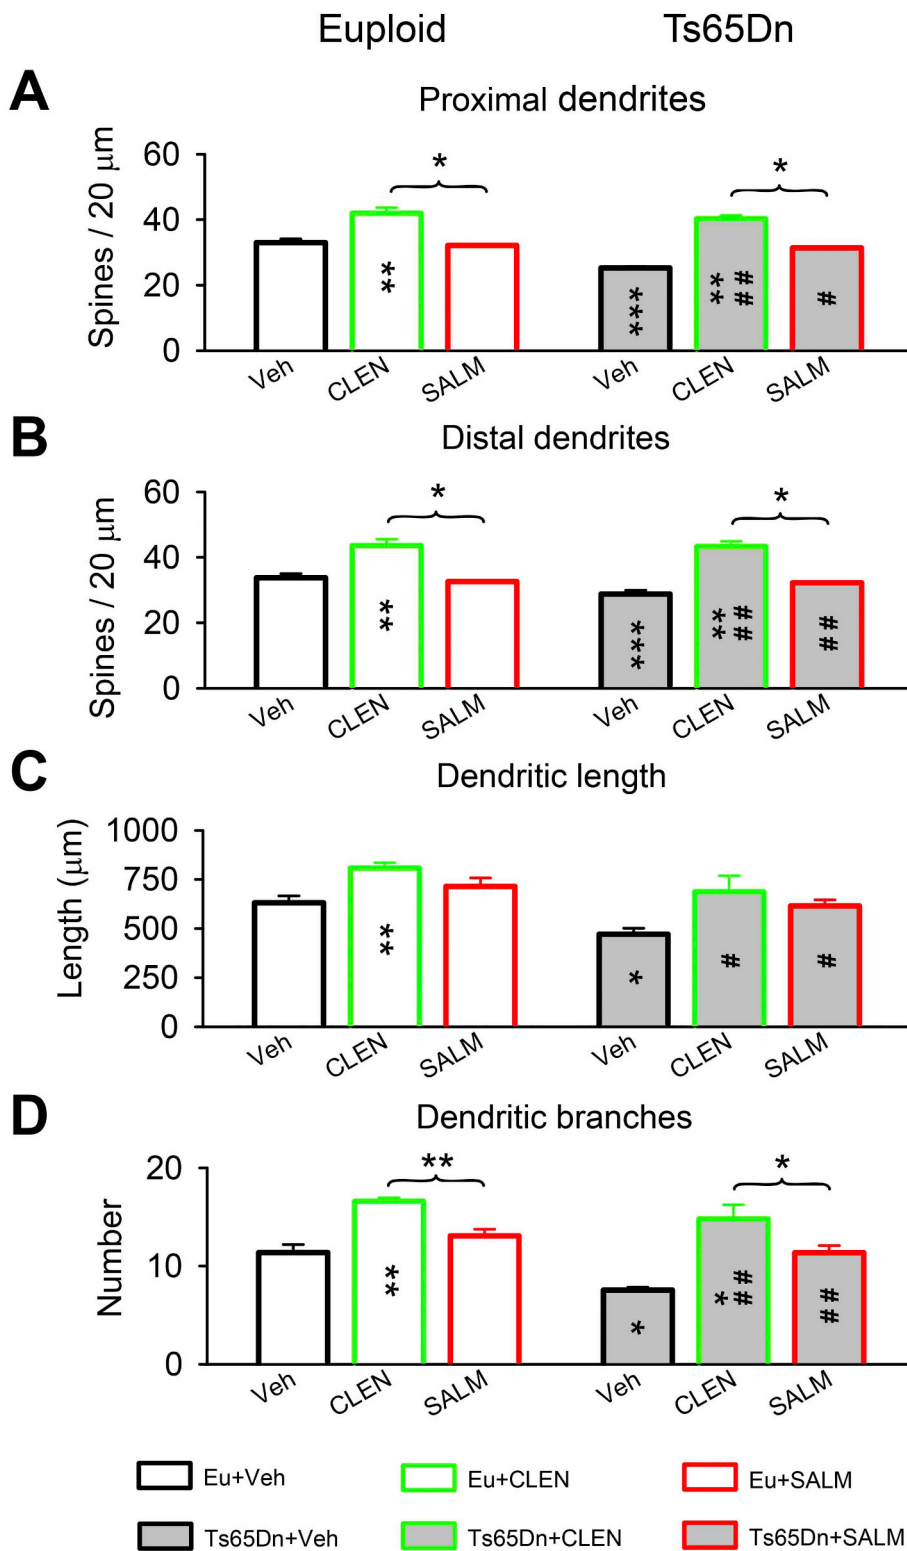 Euploid Ts65Dn
A
Proximal dendrites
Spines / 20 μm
60
40
20
0
*
*
**
***
** ##
#
Veh CLEN SALM Veh CLEN SALM
B
Distal dendrites
Spines / 20 μm
60
40
20
0
*
*
**
***
** ##
##
Veh CLEN SALM Veh CLEN SALM
C
Dendritic length
Length (μm)
1000
750
500
250
0
**
*
#
#
Veh CLEN SALM Veh CLEN SALM
D
Dendritic branches
Number
20
10
0
**
*
**
*
* ##
##
Veh CLEN SALM Veh CLEN SALM
Eu+Veh Eu+CLEN Eu+SALM
Ts65Dn+Veh Ts65Dn+CLEN Ts65Dn+SALM